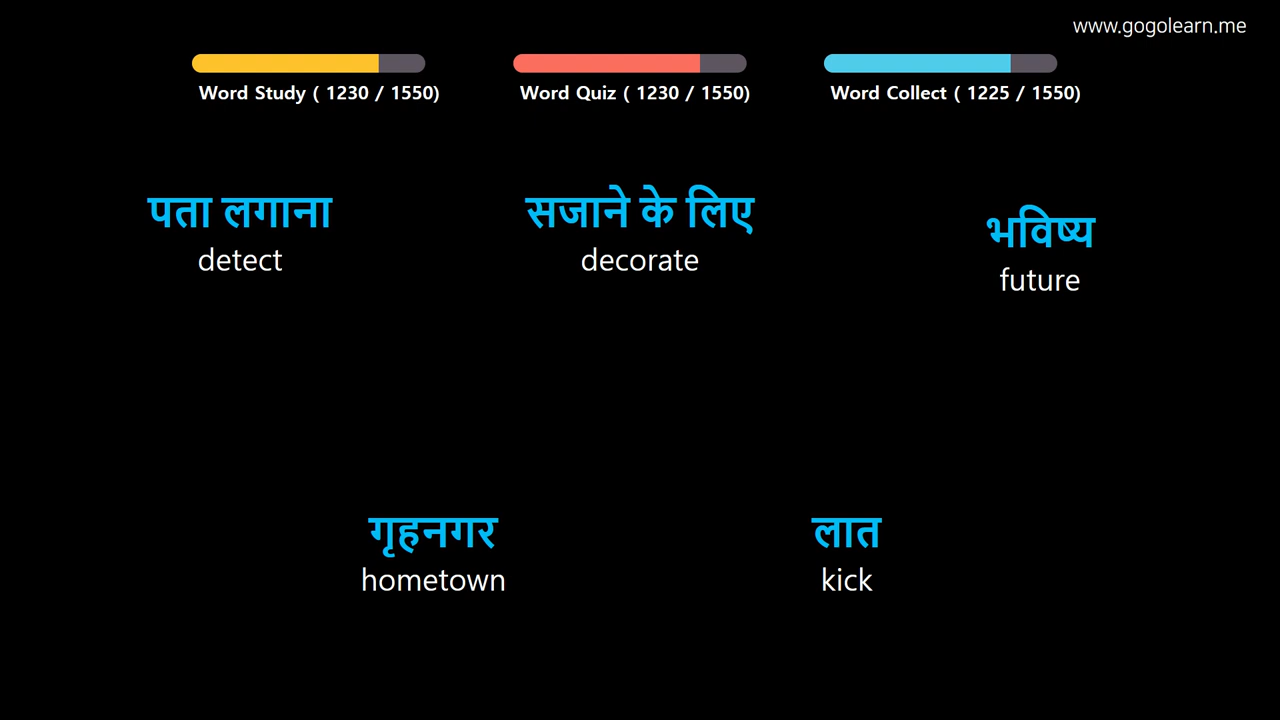 www.gogolearn.me
Word Study ( 1230 / 1550)
Word Quiz ( 1230 / 1550)
Word Collect ( 1225 / 1550)
पता लगाना
detect
सजाने के लिए
decorate
भविष्य
future
गृहनगर
hometown
लात
kick